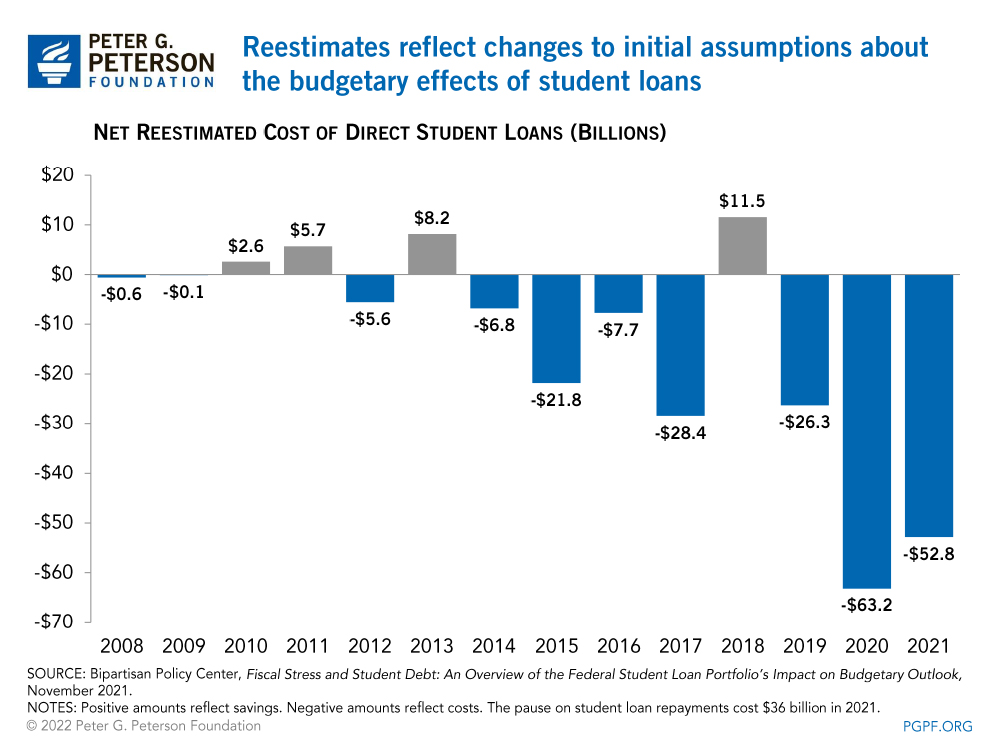 PETER G.
PETERSON
FOUNDATION
Reestimates reflect changes to initial assumptions about
the budgetary effects of student loans
NET REESTIMATED COST OF DIRECT STUDENT LOANS (BILLIONS)
$20
$10
$0
-$10
-$20
-$30
-$40
-$50
-$60
-$70
-$0.6
-$0.1
$2.6
$5.7
-$5.6
$8.2
-$6.8
-$21.8
-$7.7
-$28.4
$11.5
-$26.3
-$63.2
-$52.8
2008 2009 2010 2011 2012 2013 2014 2015 2016 2017 2018 2019 2020 2021
SOURCE: Bipartisan Policy Center, Fiscal Stress and Student Debt: An Overview of the Federal Student Loan Portfolio's Impact on Budgetary Outlook,
November 2021.
NOTES: Positive amounts reflect savings. Negative amounts reflect costs. The pause on student loan repayments cost $36 billion in 2021.
© 2022 Peter G. Peterson Foundation
PGPF.ORG